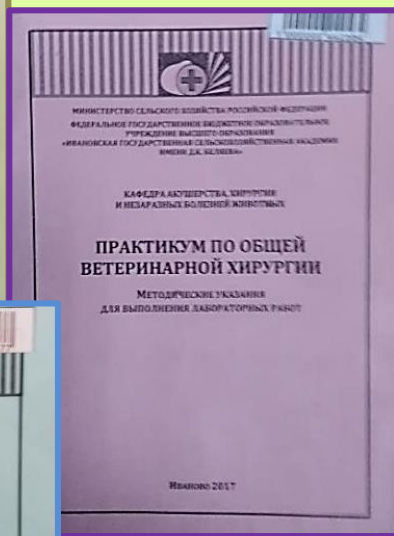 МИНИСТЕРСТВО СЕЛЬСКОГО ХОЗЯЙСТВА РОССИЙСКОЙ ФЕДЕРАЦИИ
ФЕДЕРАЛЬНОЕ ГОСУДАРСТВЕННОЕ БЮДЖЕТНОЕ ОБРАЗОВАТЕЛЬНОЕ
УЧРЕЖДЕНИЕ ВЫСШЕГО ОБРАЗОВАНИЯ
«ИВАНОВСКАЯ ГОСУДАРСТВЕННАЯ СЕЛЬСКОХОЗЯЙСТВЕННАЯ АКАДЕМИЯ
ИМЕНИ Д.К. БЕЛЯЕВА»
КАФЕДРА АКУШЕРСТВА, ХИРУРГИИ
И НЕЗАРАЗНЫХ БОЛЕЗНЕЙ ЖИВОТНЫХ
ПРАКТИКУМ ПО ОБЩЕЙ
ВЕТЕРИНАРНОЙ ХИРУРГИИ
МЕТОДИЧЕСКИЕ УКАЗАНИЯ
ДЛЯ ВЫПОЛНЕНИЯ ЛАБОРАТОРНЫХ РАБОТ
ИВАНОВО 2017